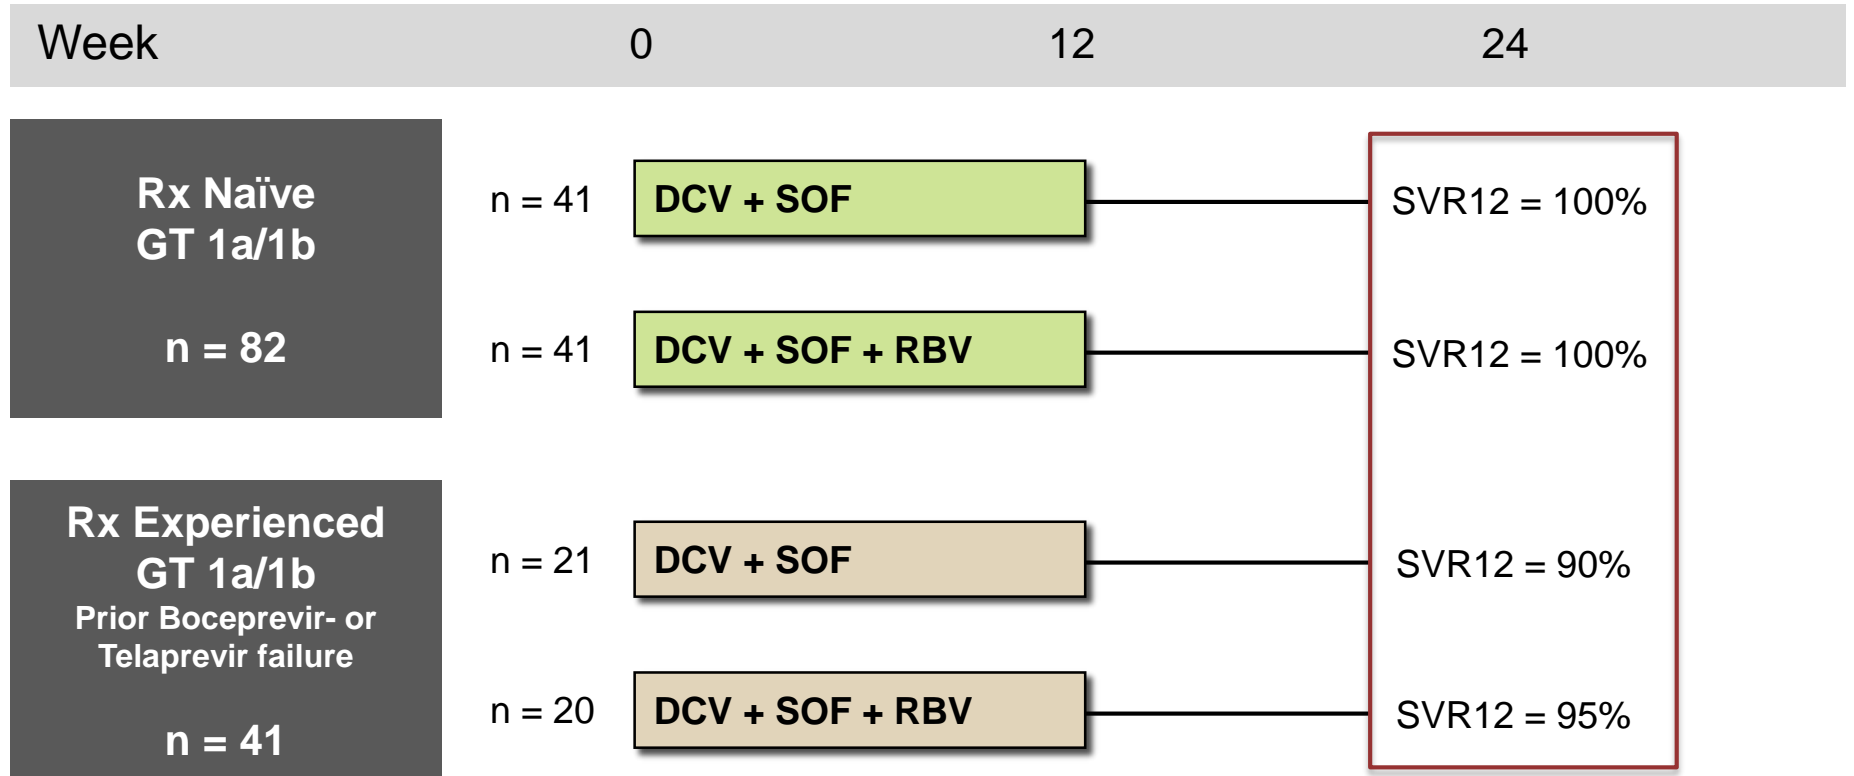 Week 0 12 24
Rx Naïve
GT 1a/1b
n = 82
n = 41 DCV + SOF SVR12 = 100%
n = 41 DCV + SOF + RBV SVR12 = 100%
Rx Experienced
GT 1a/1b
Prior Boceprevir- or
Telaprevir failure
n = 41
n = 21 DCV + SOF SVR12 = 90%
n = 20 DCV + SOF + RBV SVR12 = 95%